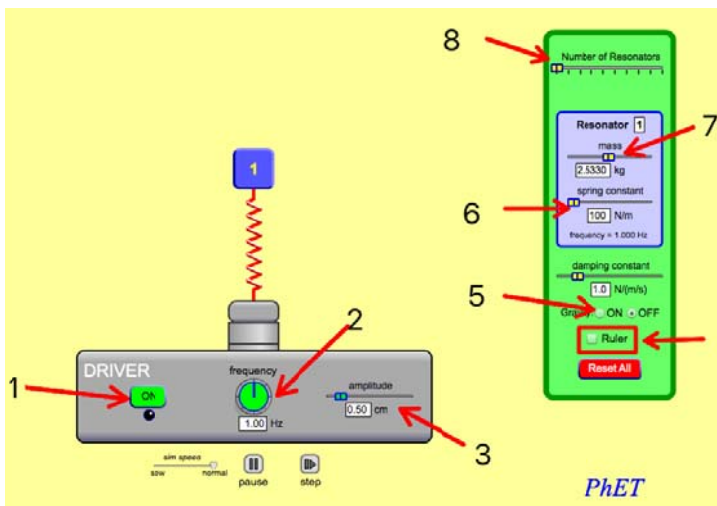 8
Number of Resonators
Resonator 1
mass
7
2.5330 kg
spring constant
6
100 N/m
frequency = 1.000 Hz
damping constant
1.0 N/(m/s)
5
Gravity: ON OFF
Ruler
Reset All
1
DRIVER
ON
1
frequency
2
1.00 Hz
amplitude
0.50 cm
3
sim speed
slow normal
pause
step
PhET